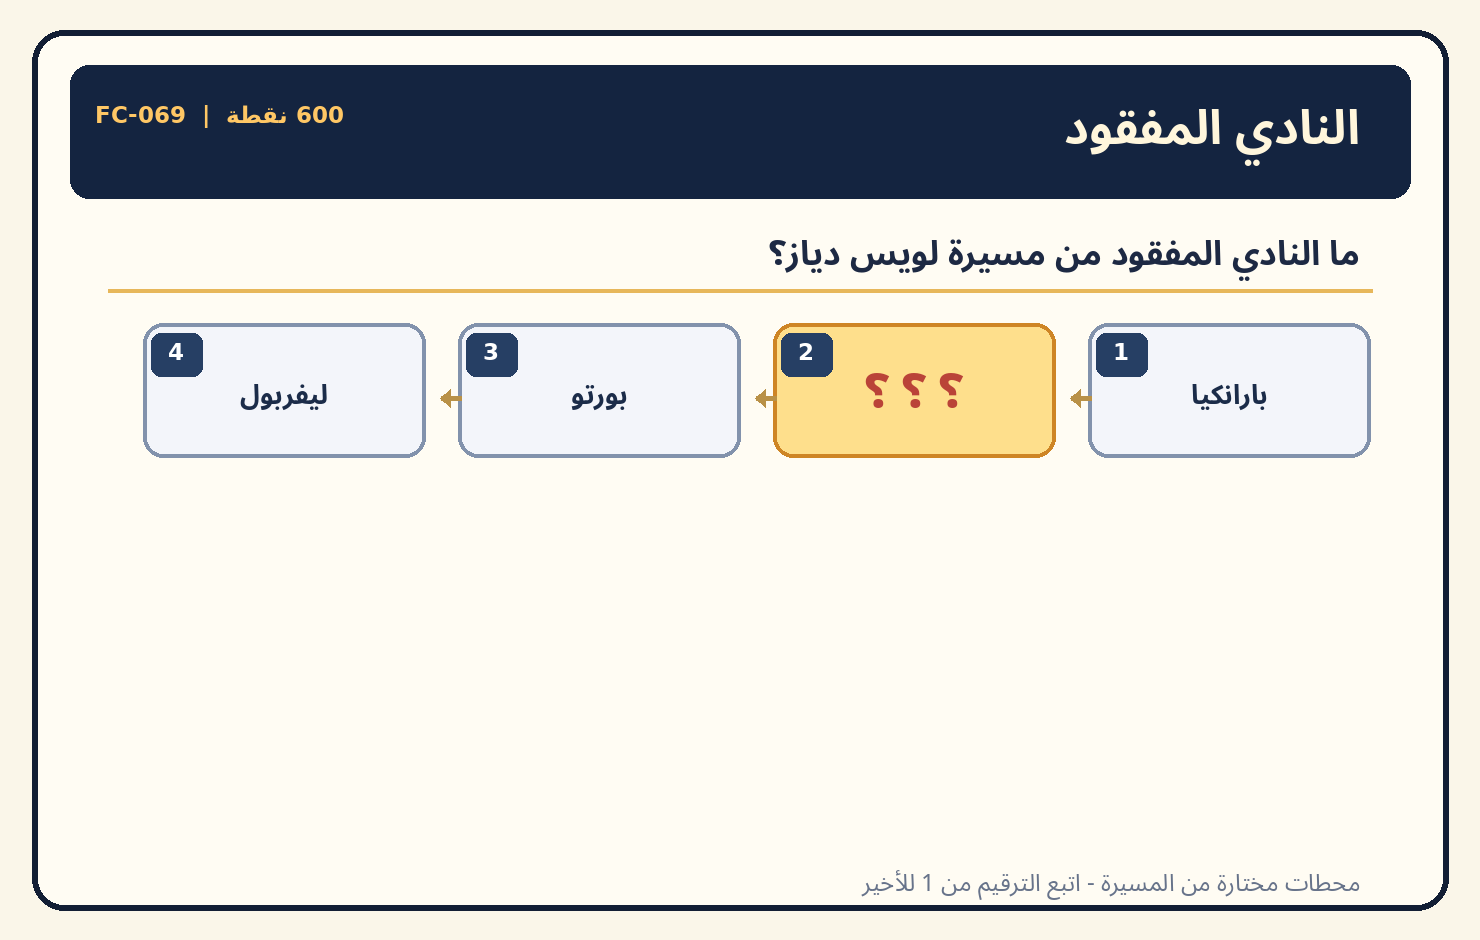 النادي المفقود
600 نقطة | FC-069
ما النادي المفقود من مسيرة لويس دياز؟
1
بارانكيا
2
؟ ؟ ؟
3
بورتو
4
ليفربول
محطات مختارة من المسيرة - اتبع الترقيم من 1 للأخير